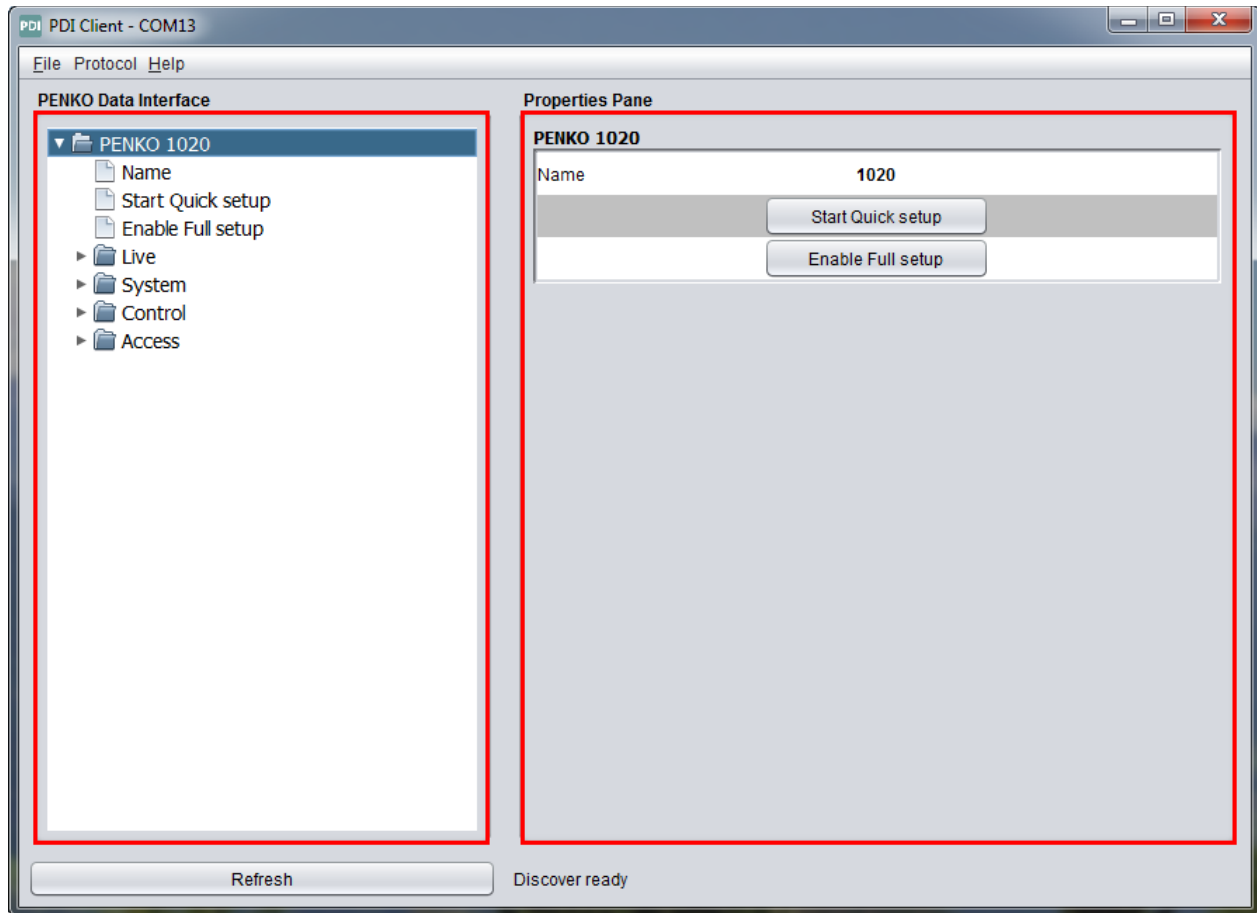 PDI PDI Client - COM13
File Protocol Help
PENKO Data Interface
PENKO 1020
Name
Start Quick setup
Enable Full setup
Live
System
Control
Access
Refresh
Properties Pane
PENKO 1020
Name 1020
Start Quick setup
Enable Full setup
Discover ready